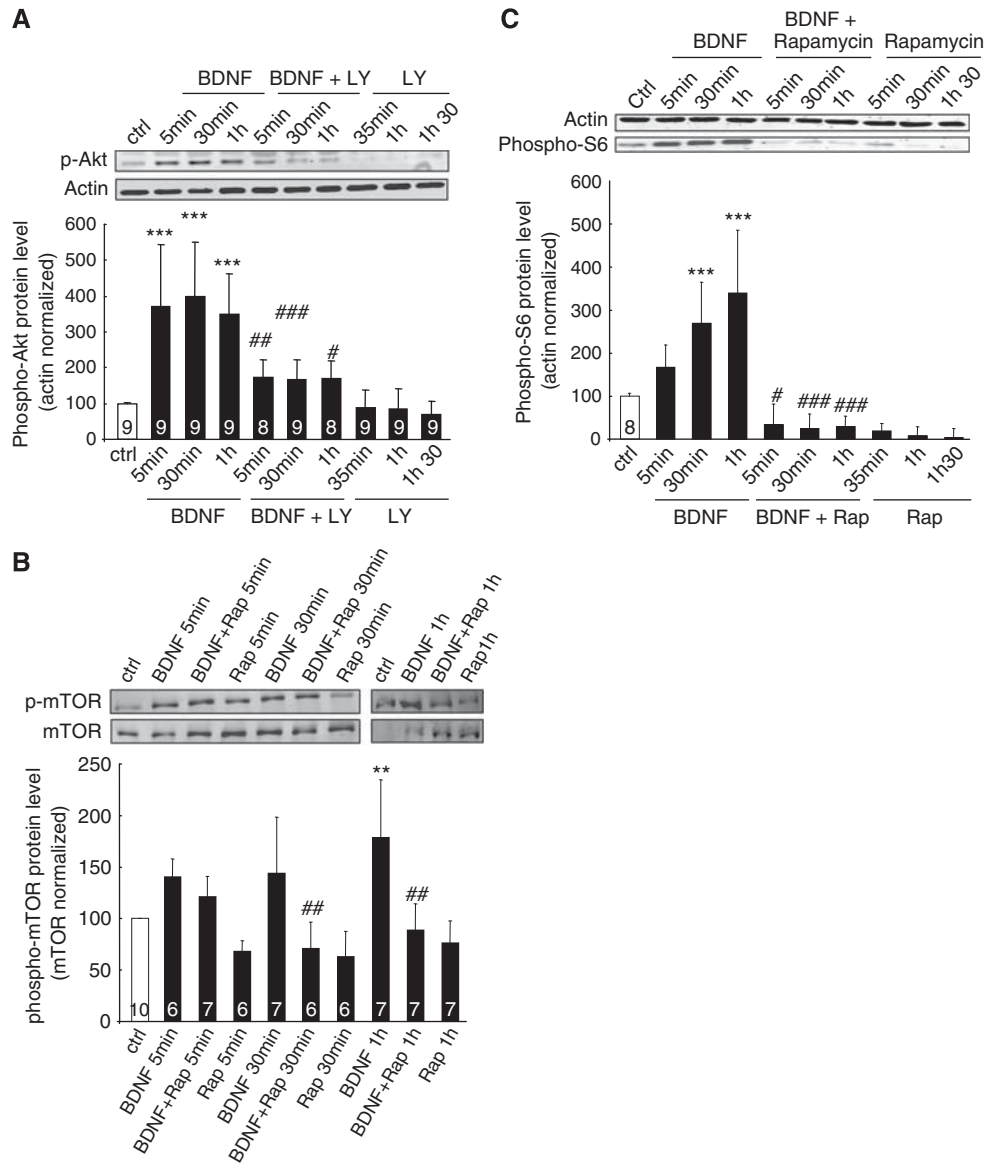 A
BDNF BDNF + LY LY
ctrl 5min 30min 1h 5min 30min 1h 35min 1h 1h 30
p-Akt
Actin
Phospho-Akt protein level
(actin normalized)
600
500
400
300
200
100
0
*** *** *** ## ### #
9 9 9 9 8 9 8 9 9 9
ctrl 5min 30min 1h 5min 30min 1h 35min 1h 1h 30
BDNF BDNF + LY LY
C
BDNF BDNF +
Rapamycin Rapamycin
Ctrl 5min 30min 1h 5min 30min 1h 5min 30min 1h 30
Actin
Phospho-S6
Phospho-S6 protein level
(actin normalized)
600
500
400
300
200
100
0
*** *** # ### ###
8
ctrl 5min 30min 1h 5min 30min 1h 35min 1h 1h30
BDNF BDNF + Rap Rap
B
ctrl BDNF 5min BDNF+Rap 5min Rap 5min BDNF 30min BDNF+Rap 30min Rap 30min ctrl BDNF 1h BDNF+Rap 1h Rap1h
p-mTOR
mTOR
phospho-mTOR protein level
(mTOR normalized)
250
200
150
100
50
0
## ** ##
10 6 7 6 7 6 6 7 7 7
ctrl BDNF 5min BDNF+Rap 5min Rap 5min BDNF 30min BDNF+Rap 30min Rap 30min BDNF 1h BDNF+Rap 1h Rap 1h